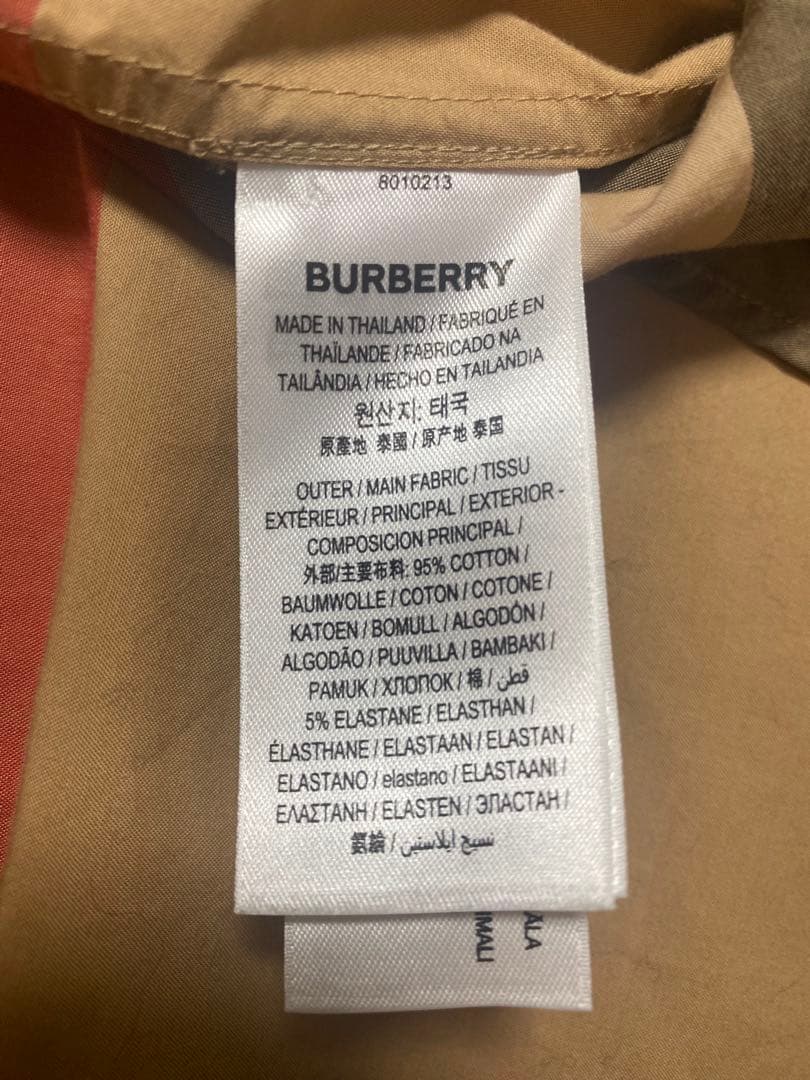 8010213
BURBERRY
MADE IN THAILAND / FABRIQUÉ EN
THAÏLANDE / FABRICADO NA
TAILÂNDIA / HECHO EN TAILANDIA
원산지: 태국
原產地 泰國 / 原产地 泰国
OUTER / MAIN FABRIC / TISSU
EXTÉRIEUR / PRINCIPAL / EXTERIOR -
COMPOSICION PRINCIPAL /
外部/主要布料: 95% COTTON /
BAUMWOLLE / COTON / COTONE /
KATOEN / BOMULL / ALGODÓN /
ALGODÃO / PUUVILLA / BAMBAKI /
PAMUK / ХЛОПОК / 棉 / قطن
5% ELASTANE / ELASTHAN /
ÉLASTHANE / ELASTAAN / ELASTAN /
ELASTANO / elastano / ELASTAANI /
ΕΛΑΣΤΑΝΗ / ELASTEN / ЭЛАСТАН /
氨綸 / نسيج ايلاستين